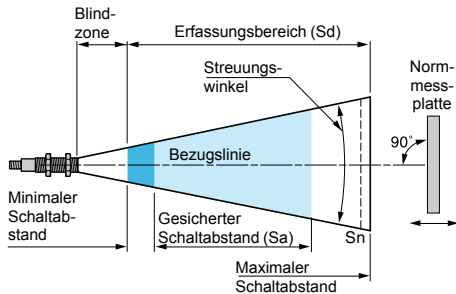 Blind-
zone
Erfassungsbereich (Sd)
Streuungs-
winkel
Norm-
mess-
platte
90°
Bezugslinie
Minimaler
Schaltab-
stand
Gesicherter
Schaltabstand (Sa)
Sn
Maximaler
Schaltabstand